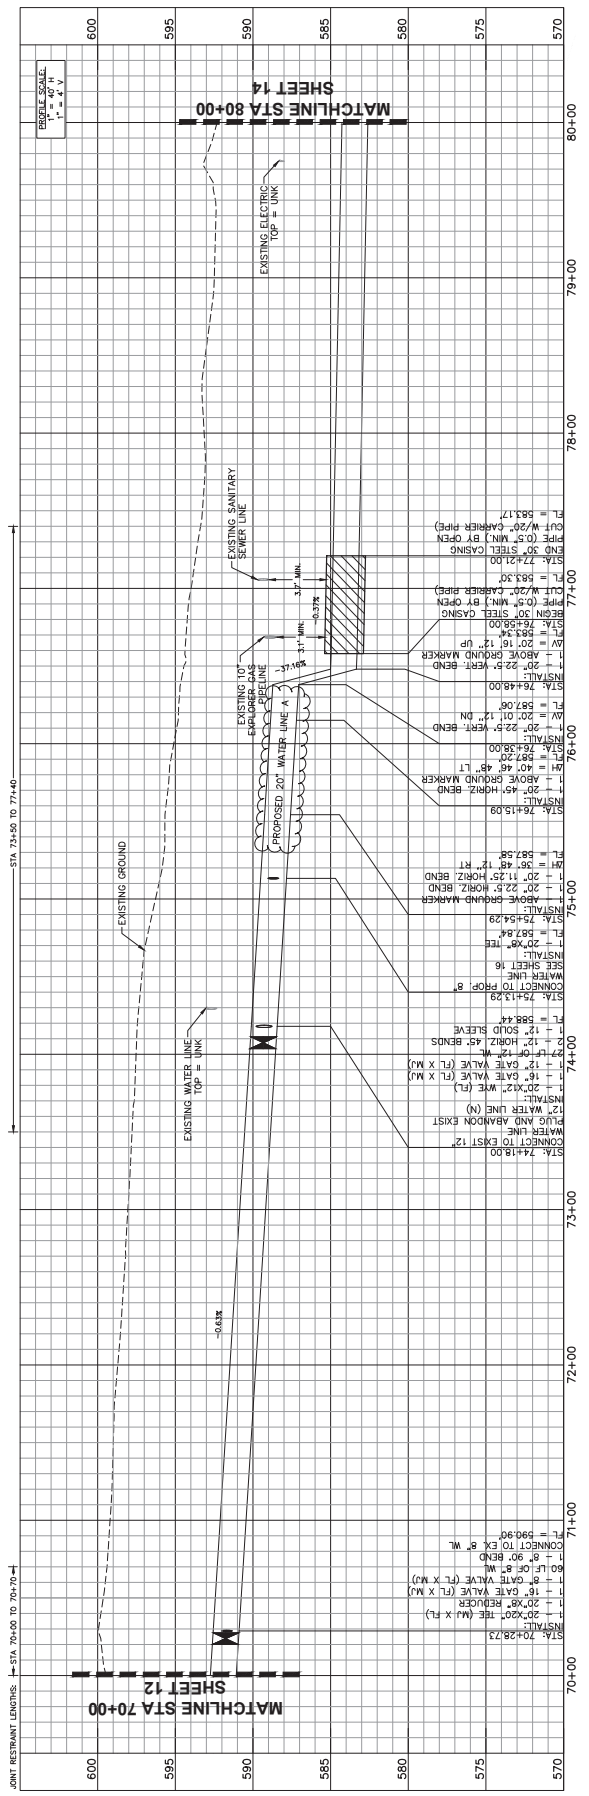 JOINT RESTRAINT LENGTHS:
STA 70+00 TO 70+70
STA 73+50 TO 77+40
PROFILE SCALE:
1" = 40' H
1" = 4' V
600
595
590
585
580
575
570
600
595
590
585
580
575
MATCHLINE STA 70+00
SHEET 12
MATCHLINE STA 80+00
SHEET 14
EXISTING GROUND
EXISTING WATER LINE
TOP = UNK
EXISTING 10"
EXPLORER GAS
PIPELINE
EXISTING SANITARY
SEWER LINE
EXISTING ELECTRIC
TOP = UNK
PROPOSED 20" WATER LINE A
-0.63%
-37.16%
-0.37%
3.1' MIN.
3.7' MIN.
STA: 70+28.73
INSTALL:
1 - 20"X20" TEE (MJ X FL)
1 - 20"X8" REDUCER
1 - 16" GATE VALVE (FL X MJ)
1 - 8" GATE VALVE (FL X MJ)
60 LF OF 8" WL
1 - 8" 90° BEND
CONNECT TO EX. 8" WL
FL = 590.90'
STA: 74+18.00
CONNECT TO EXIST 12"
WATER LINE
PLUG AND ABANDON EXIST
12" WATER LINE (N)
INSTALL:
1 - 20"X12" WYE (FL)
1 - 16" GATE VALVE (FL X MJ)
1 - 12" GATE VALVE (FL X MJ)
27 LF OF 12" WL
2 - 12" HORIZ. 45° BENDS
1 - 12" SOLID SLEEVE
FL = 588.44'
STA: 75+13.29
CONNECT TO PROP. 8"
WATER LINE
SEE SHEET 16
INSTALL:
1 - 20"X8" TEE
FL = 587.84'
STA: 75+54.29
INSTALL:
1 - ABOVE GROUND MARKER
1 - 20" 22.5° HORIZ. BEND
1 - 20" 11.25° HORIZ. BEND
ΔH = 36° 48' 12" RT
FL = 587.58'
STA: 76+15.09
INSTALL:
1 - 20" 45° HORIZ. BEND
1 - ABOVE GROUND MARKER
ΔH = 40° 46' 48" LT
FL = 587.20'
STA: 76+38.00
INSTALL:
1 - 20" 22.5° VERT. BEND
ΔV = 20° 01' 12" DN
FL = 587.06'
STA: 76+48.00
INSTALL:
1 - 20" 22.5° VERT. BEND
1 - ABOVE GROUND MARKER
ΔV = 20° 16' 12" UP
FL = 583.34'
STA: 76+58.00
BEGIN 30" STEEL CASING
PIPE (0.5" MIN.) BY OPEN
CUT W/20" CARRIER PIPE)
FL = 583.30'
STA: 77+21.00
END 30" STEEL CASING
PIPE (0.5" MIN.) BY OPEN
CUT W/20" CARRIER PIPE)
FL = 583.17'
70+00
71+00
72+00
73+00
74+00
75+00
76+00
77+00
78+00
79+00
80+00